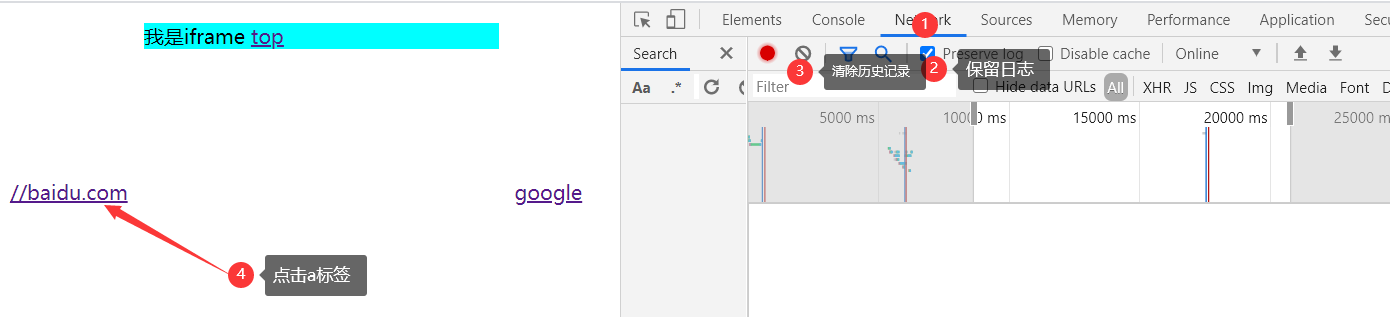 我是iframe top
//baidu.com
google
4
点击a标签
Elements Console Network Sources Memory Performance Application Secu
1
Search
Preserve log Disable cache Online
3
清除历史记录
2
保留日志
Aa .*
Filter
Hide data URLs All XHR JS CSS Img Media Font D
5000 ms 10000 ms 15000 ms 20000 ms 25000 ms